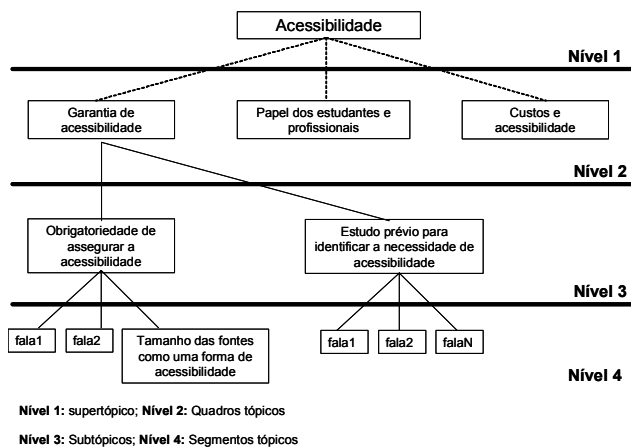 Acessibilidade
Nível 1
Garantia de
acessibilidade
Papel dos estudantes e
profissionais
Custos e
acessibilidade
Nível 2
Obrigatoriedade de
assegurar a
acessibilidade
Estudo prévio para
identificar a necessidade de
acessibilidade
Nível 3
fala1
fala2
Tamanho das fontes
como uma forma de
acessibilidade
fala1
fala2
falaN
Nível 4
Nível 1: supertópico; Nível 2: Quadros tópicos
Nível 3: Subtópicos; Nível 4: Segmentos tópicos